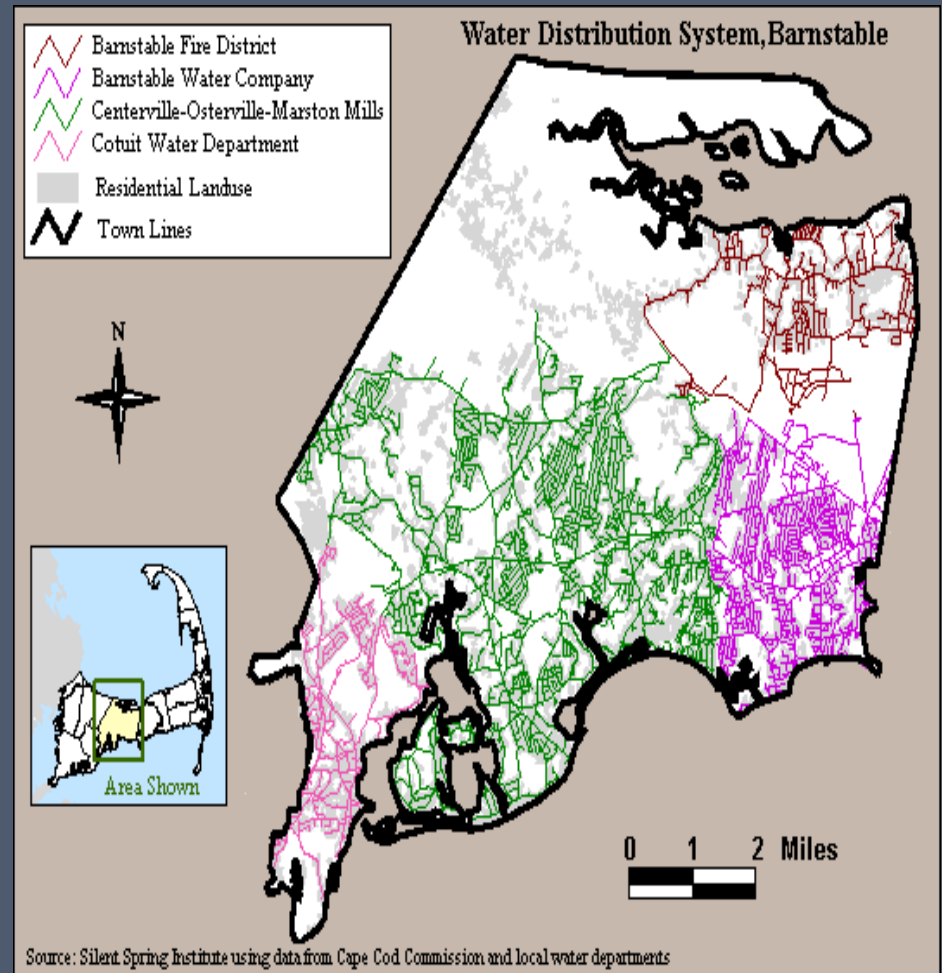 Water Distribution System,Barnstable
Barnstable Fire District
Barnstable Water Company
Centerville-Osterville-Marston Mills
Cotuit Water Department
Residential Landuse
Town Lines
N
Area Shown
0 1 2 Miles
Source: Silent Spring Institute using data from Cape Cod Commission and local water departments